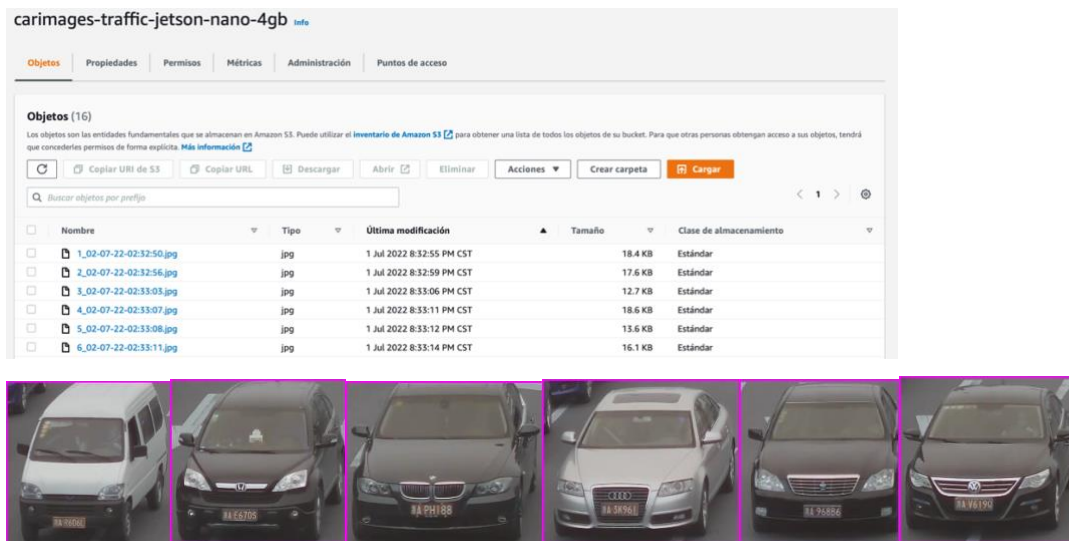 carimages-traffic-jetson-nano-4gb Info
Objetos Propiedades Permisos Métricas Administración Puntos de acceso
Objetos (16)
Los objetos son las entidades fundamentales que se almacenan en Amazon S3. Puede utilizar el inventario de Amazon S3 para obtener una lista de todos los objetos de su bucket. Para que otras personas obtengan acceso a sus objetos, tendrá
que concederles permisos de forma explícita. Más información
Copiar URI de S3 Copiar URL Descargar Abrir Eliminar Acciones Crear carpeta Cargar
Buscar objetos por prefijo 1
Nombre Tipo Última modificación Tamaño Clase de almacenamiento
1_02-07-22-02:32:50.jpg jpg 1 Jul 2022 8:32:55 PM CST 18.4 KB Estándar
2_02-07-22-02:32:56.jpg jpg 1 Jul 2022 8:32:59 PM CST 17.6 KB Estándar
3_02-07-22-02:33:03.jpg jpg 1 Jul 2022 8:33:06 PM CST 12.7 KB Estándar
4_02-07-22-02:33:07.jpg jpg 1 Jul 2022 8:33:11 PM CST 18.6 KB Estándar
5_02-07-22-02:33:08.jpg jpg 1 Jul 2022 8:33:12 PM CST 13.6 KB Estándar
6_02-07-22-02:33:11.jpg jpg 1 Jul 2022 8:33:14 PM CST 16.1 KB Estándar
A E6705 A PH188 A 96886 A V6190